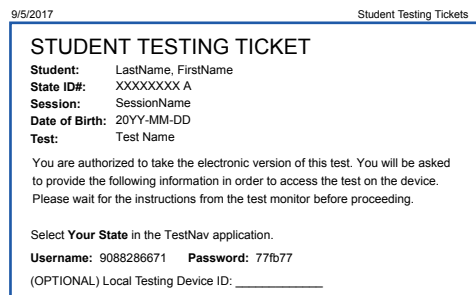 9/5/2017 Student Testing Tickets
STUDENT TESTING TICKET
Student: LastName, FirstName
State ID#: XXXXXXXX A
Session: SessionName
Date of Birth: 20YY-MM-DD
Test: Test Name
You are authorized to take the electronic version of this test. You will be asked
to provide the following information in order to access the test on the device.
Please wait for the instructions from the test monitor before proceeding.
Select Your State in the TestNav application.
Username: 9088286671 Password: 77fb77
(OPTIONAL) Local Testing Device ID: _____________